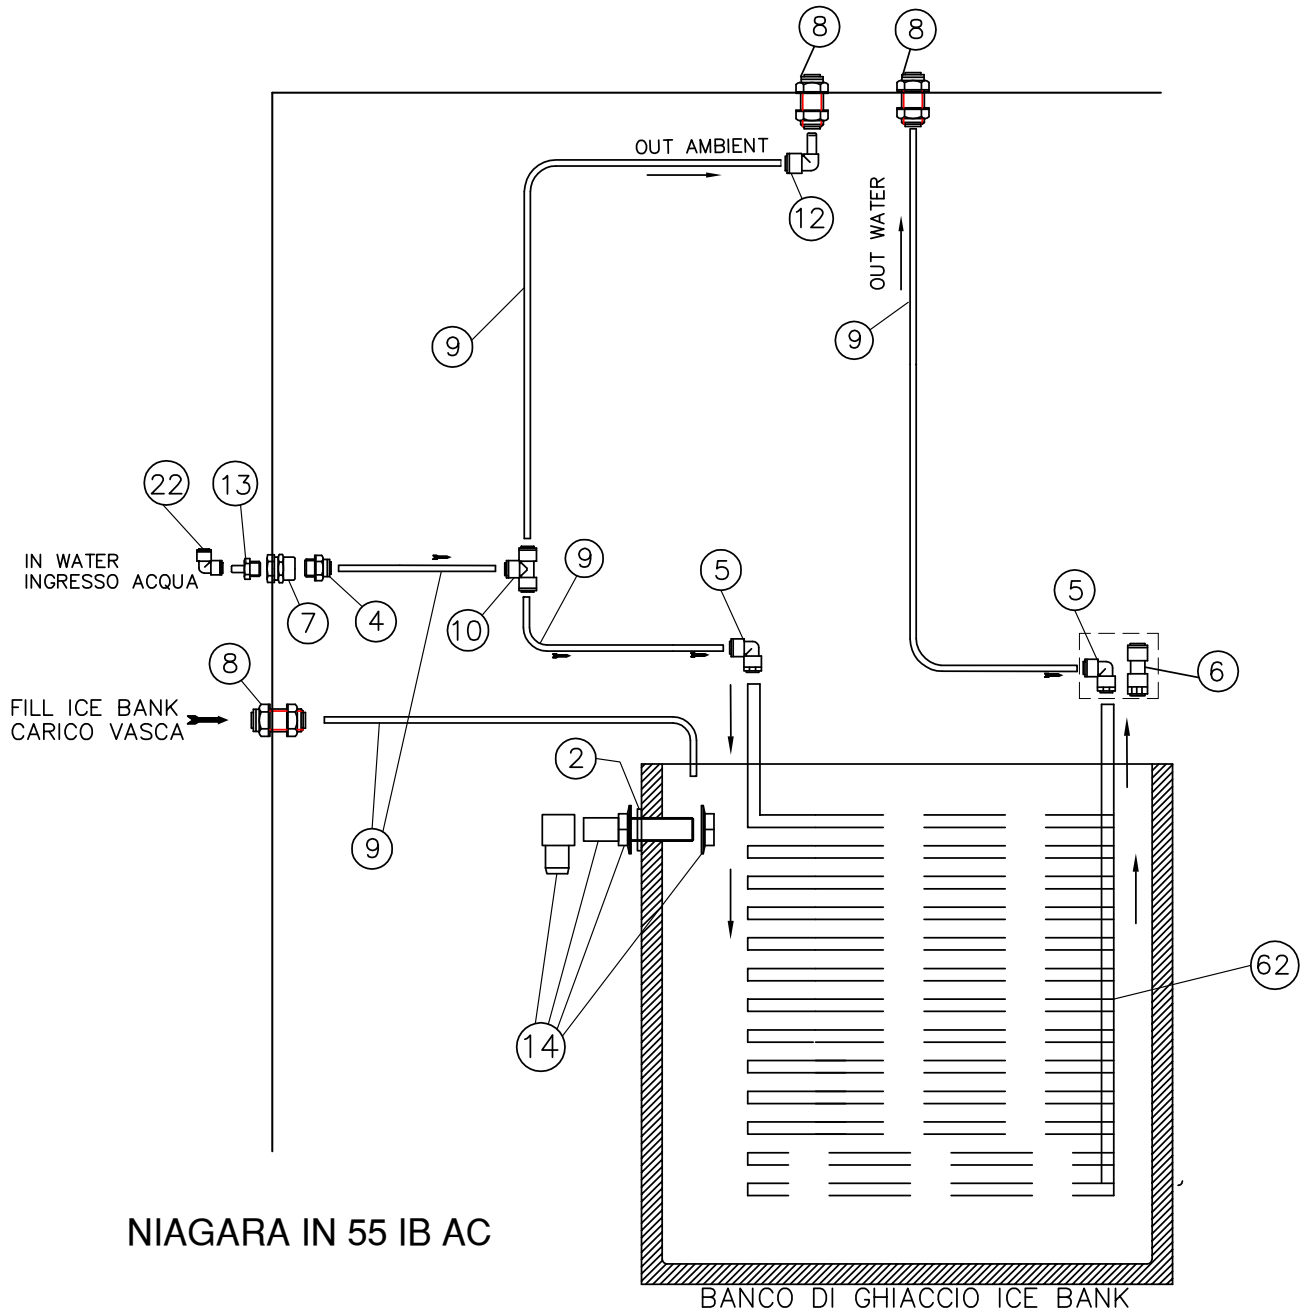 8
8
OUT AMBIENT
12
OUT WATER
9
9
22
13
IN WATER
INGRESSO ACQUA
7
4
10
9
5
5
6
8
FILL ICE BANK
CARICO VASCA
2
9
14
62
NIAGARA IN 55 IB AC
BANCO DI GHIACCIO ICE BANK